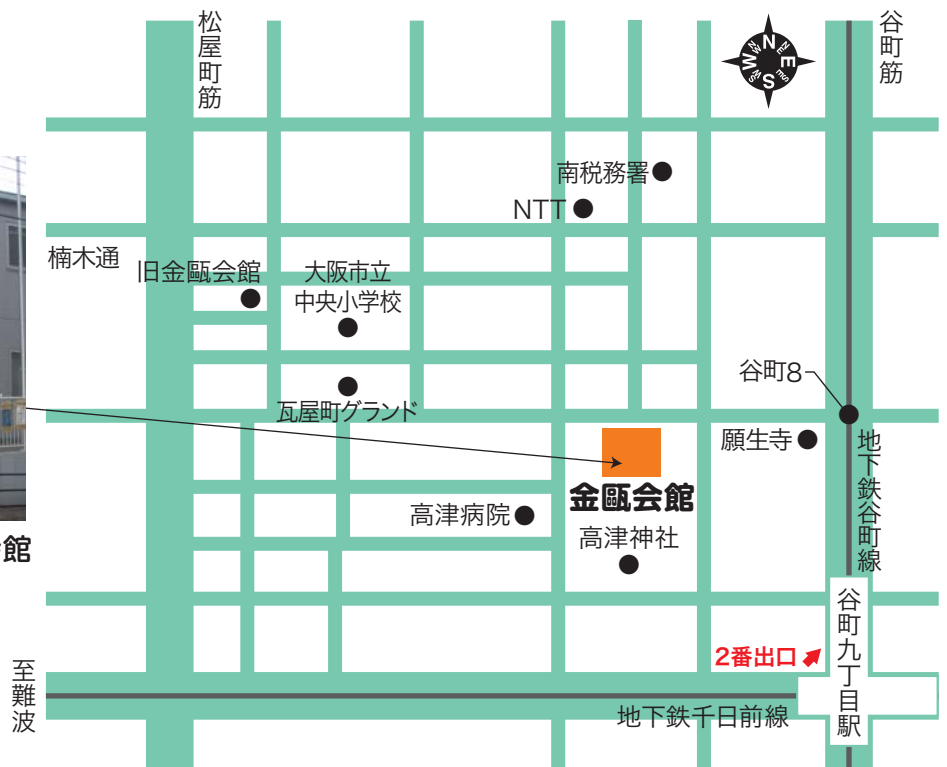 松屋町筋
谷町筋
N
NE
E
SE
S
SW
W
NW
南税務署
NTT
楠木通
旧金甌会館
大阪市立
中央小学校
谷町8
瓦屋町グランド
願生寺
地下鉄谷町線
金甌会館
高津病院
高津神社
館
谷町九丁目駅
2番出口
至難波
地下鉄千日前線